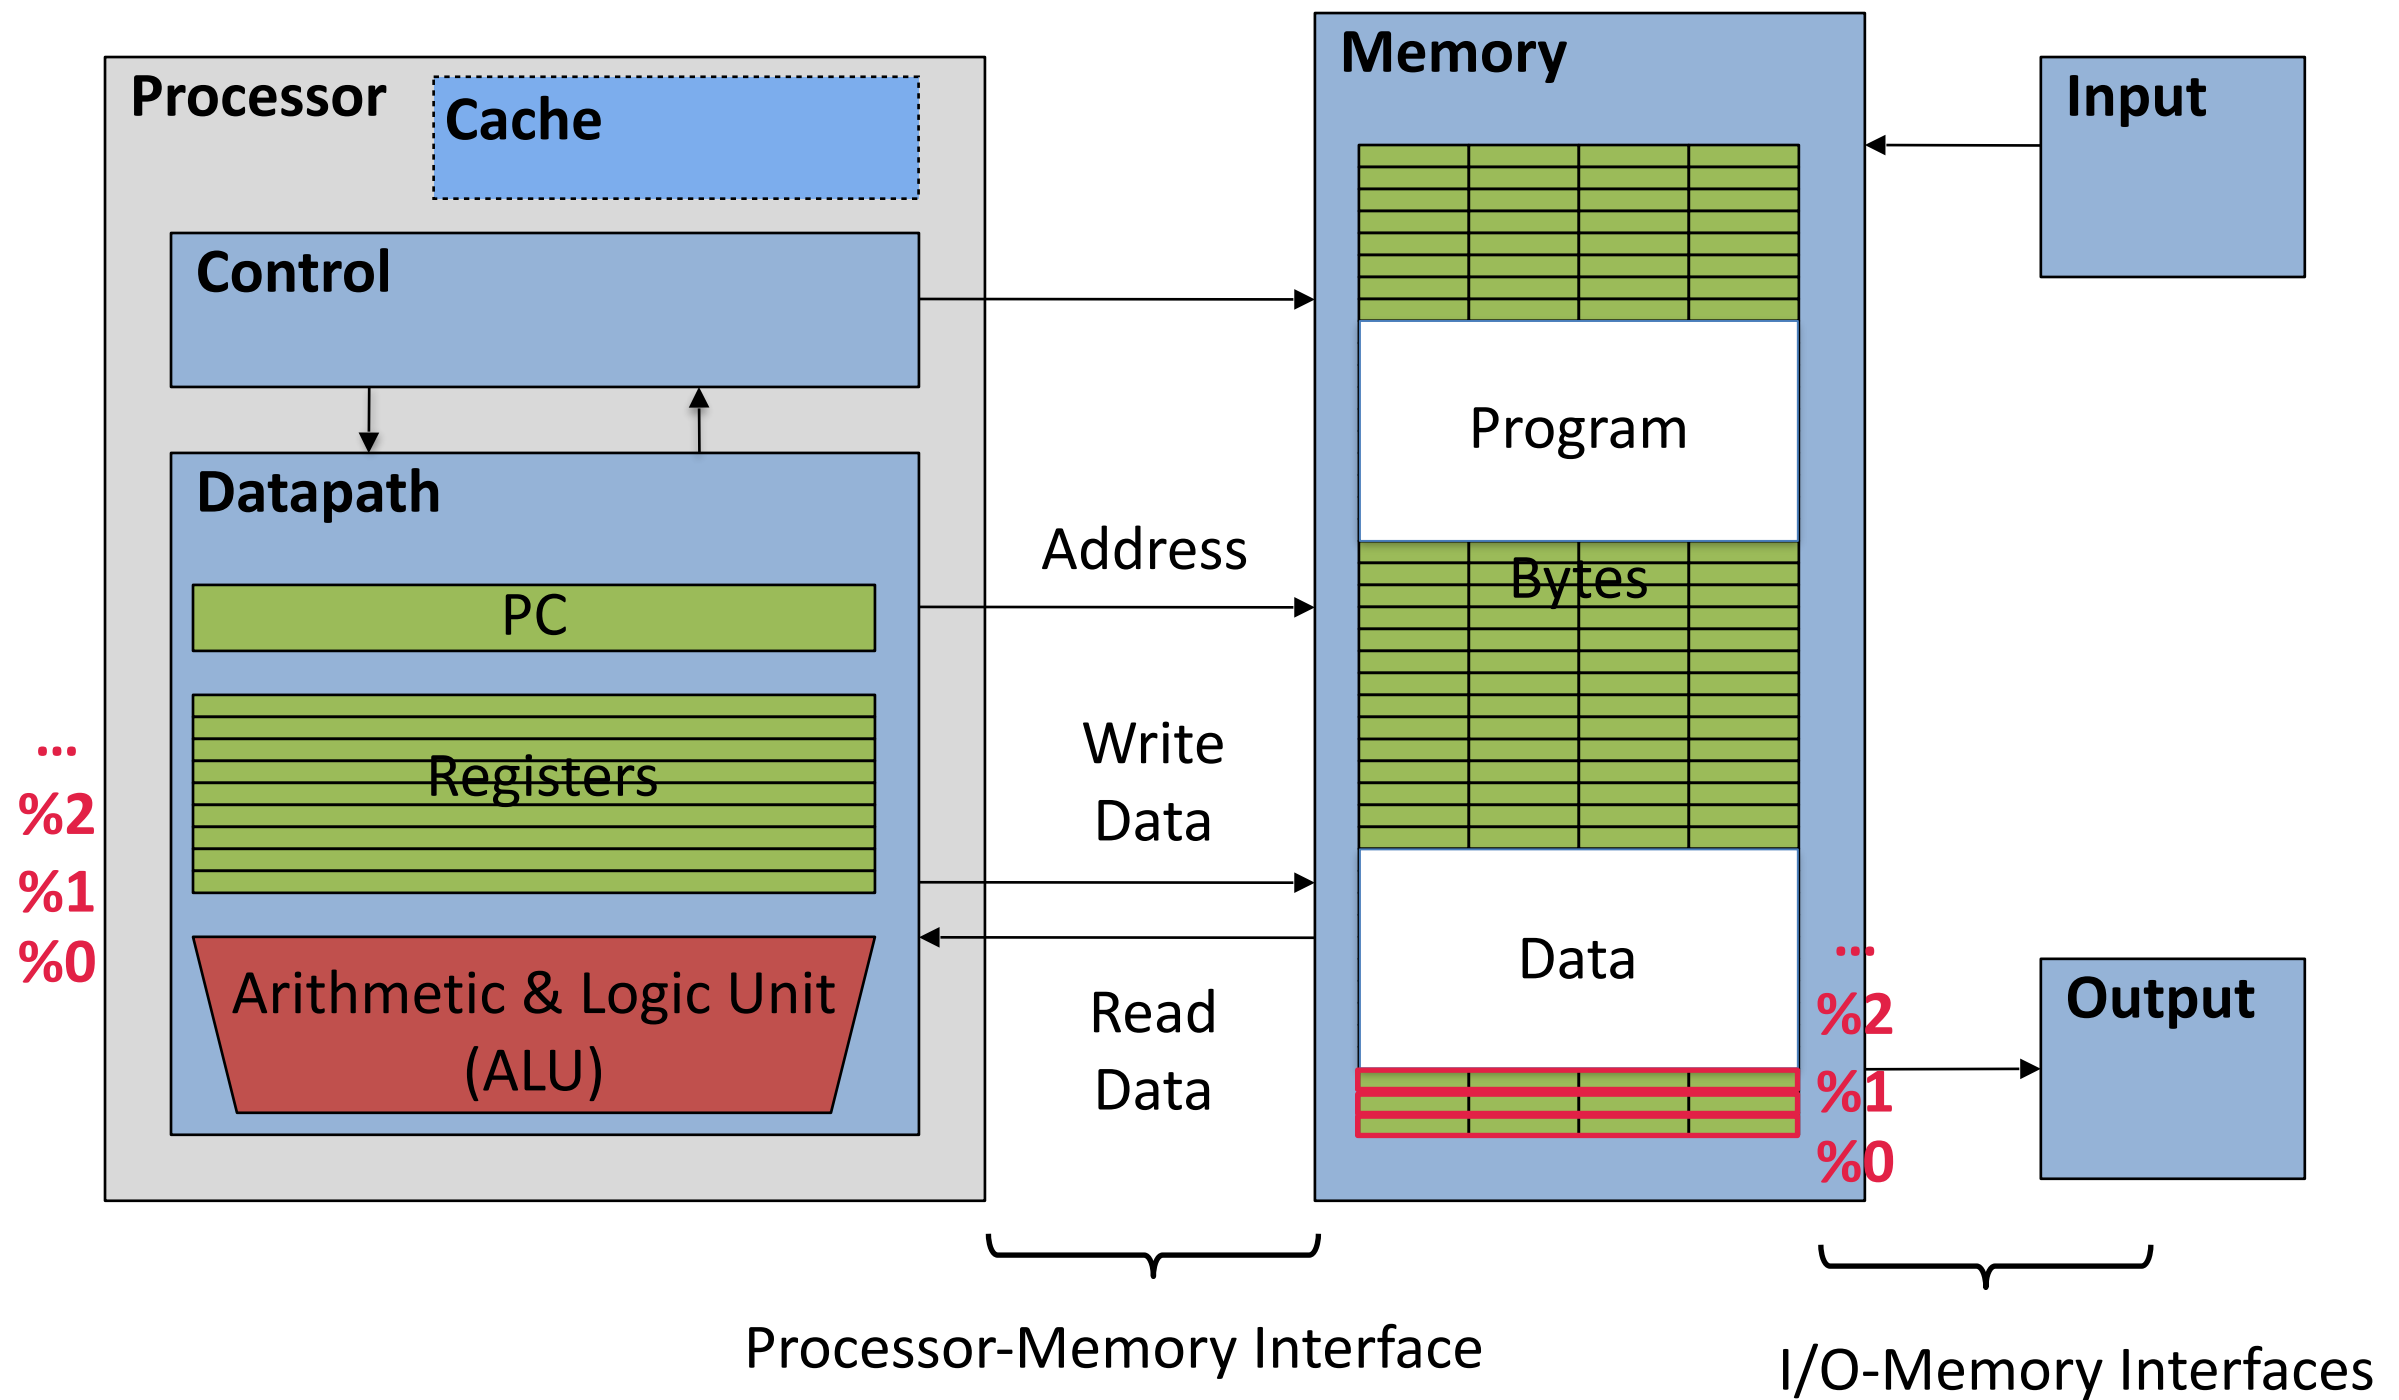 Processor
Cache
Control
Datapath
PC
Registers
Arithmetic & Logic Unit
(ALU)
...
%2
%1
%0
Address
Write
Data
Read
Data
Memory
Program
Bytes
Data
...
%2
%1
%0
Input
Output
Processor-Memory Interface
I/O-Memory Interfaces